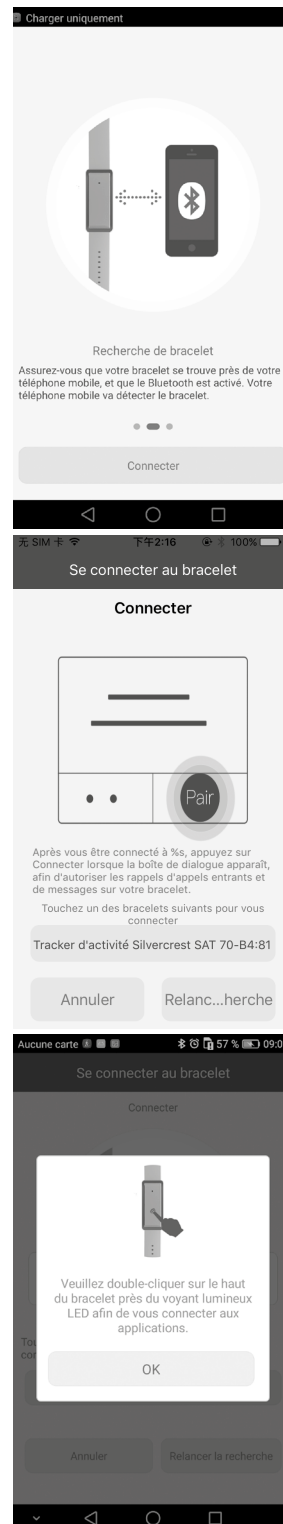 Charger uniquement
Recherche de bracelet
Assurez-vous que votre bracelet se trouve près de votre
téléphone mobile, et que le Bluetooth est activé. Votre
téléphone mobile va détecter le bracelet.
Connecter
无 SIM 卡 下午2:16 100%
Se connecter au bracelet
Connecter
Pair
Après vous être connecté à %s, appuyez sur
Connecter lorsque la boîte de dialogue apparaît,
afin d'autoriser les rappels d'appels entrants et
de messages sur votre bracelet.
Touchez un des bracelets suivants pour vous
connecter
Tracker d'activité Silvercrest SAT 70-B4:81
Annuler Relanc...herche
Aucune carte 57 % 09:0
Se connecter au bracelet
Connecter
Veuillez double-cliquer sur le haut
du bracelet près du voyant lumineux
LED afin de vous connecter aux
applications.
Tou
con
OK
Annuler Relancer la recherche